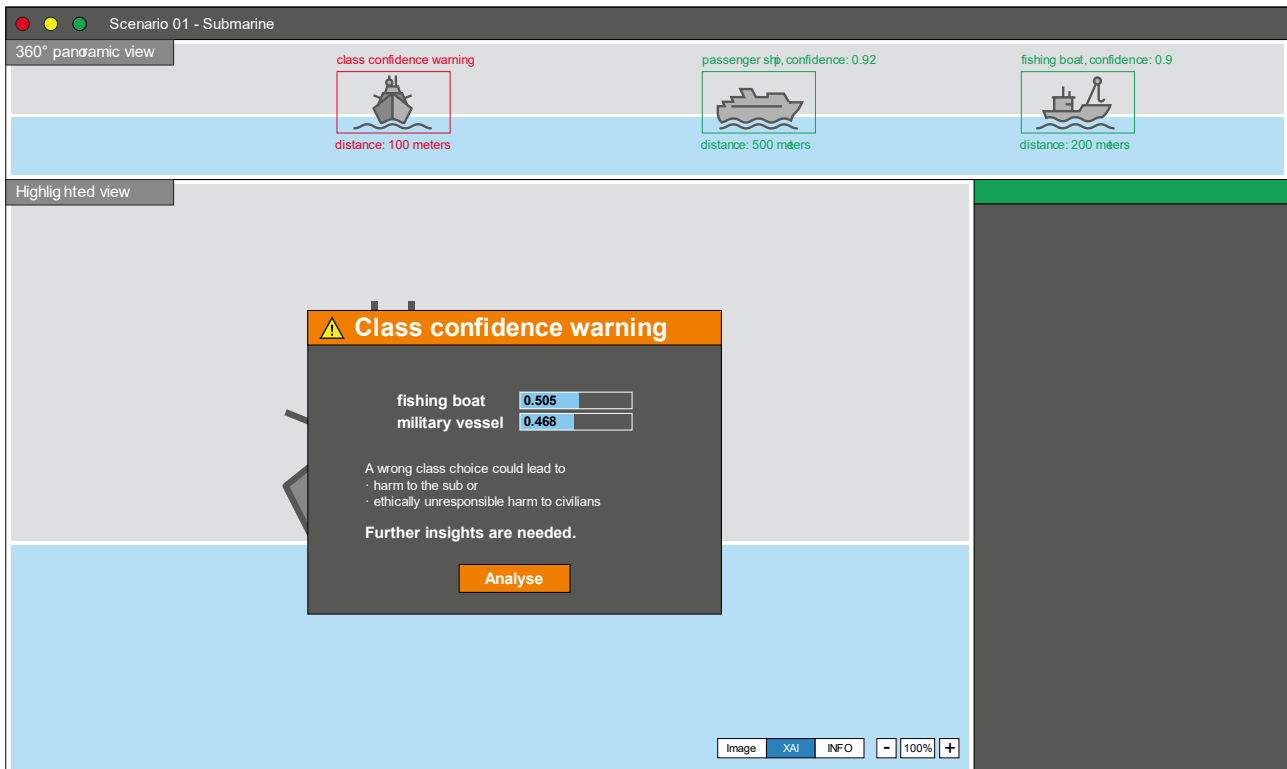 Scenario 01 - Submarine
360° panoramic view
class confidence warning
passenger ship, confidence: 0.92
fishing boat, confidence: 0.9
distance: 100 meters
distance: 500 meters
distance: 200 meters
Highlighted view
Class confidence warning
fishing boat 0.505
military vessel 0.468
A wrong class choice could lead to
· harm to the sub or
· ethically unresponsible harm to civilians
Further insights are needed.
Analyse
Image XAI INFO - 100% +